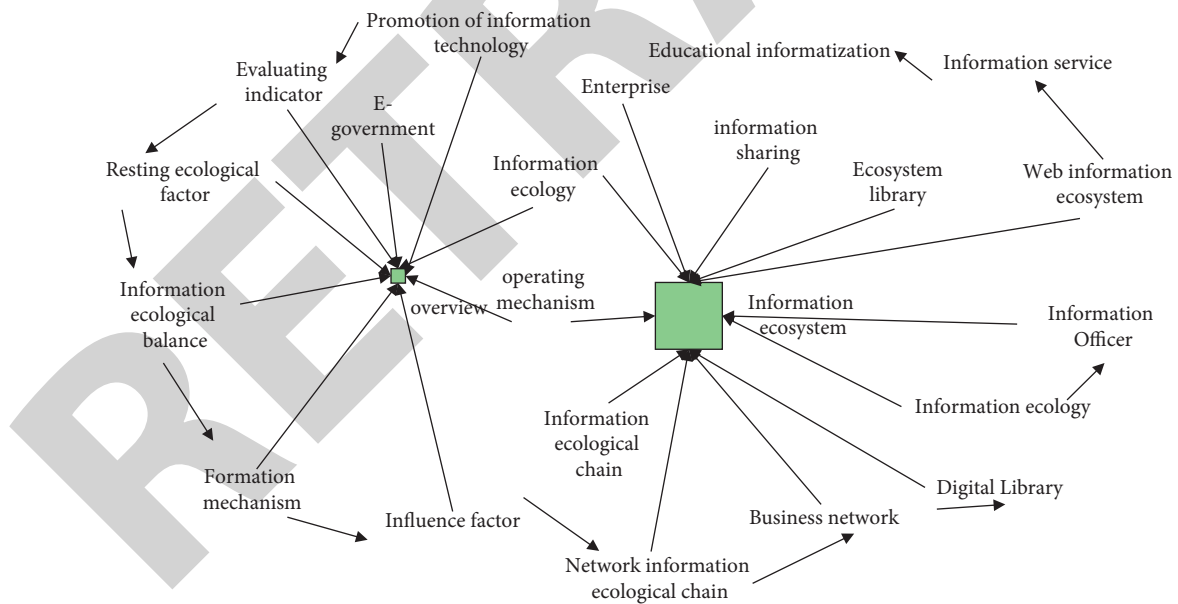 Promotion of information
technology
Educational informatization
Information service
Evaluating
indicator
Enterprise
E-
government
information
sharing
Resting ecological
factor
Information
ecology
Ecosystem
library
Web information
ecosystem
Information
ecological
balance
overview
operating
mechanism
Information
ecosystem
Information
Officer
Information
ecological
chain
Information ecology
Formation
mechanism
Influence factor
Business network
Digital Library
Network information
ecological chain